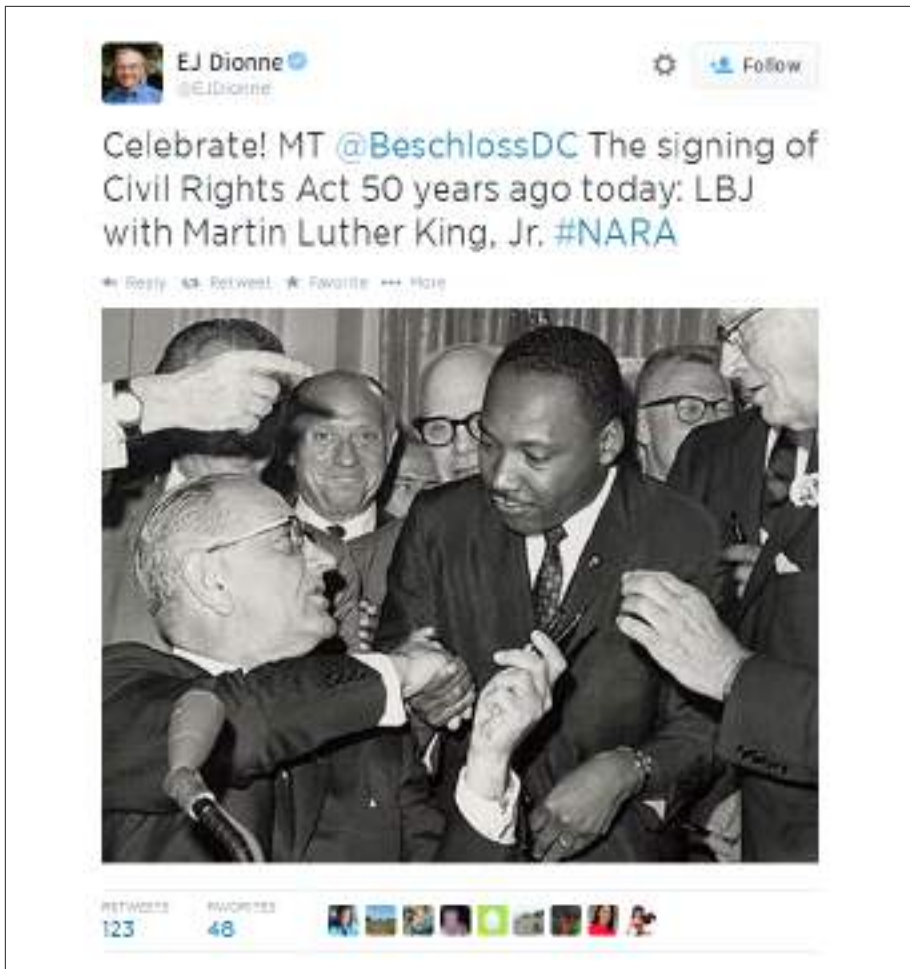 EJ Dionne
@EJDionne
Follow
Celebrate! MT @BeschlossDC The signing of
Civil Rights Act 50 years ago today: LBJ
with Martin Luther King, Jr. #NARA
Reply Retweet Favorite More
RETWEETS FAVORITES
123 48